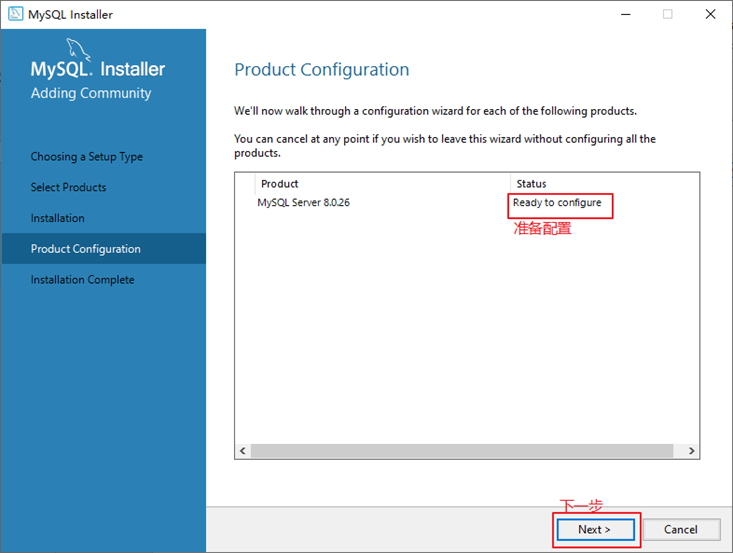 MySQL Installer
MySQL. Installer
Adding Community
Choosing a Setup Type
Select Products
Installation
Product Configuration
Installation Complete
Product Configuration
We'll now walk through a configuration wizard for each of the following products.
You can cancel at any point if you wish to leave this wizard without configuring all the
products.
Product Status
MySQL Server 8.0.26 Ready to configure
准备配置
下一步
Next > Cancel